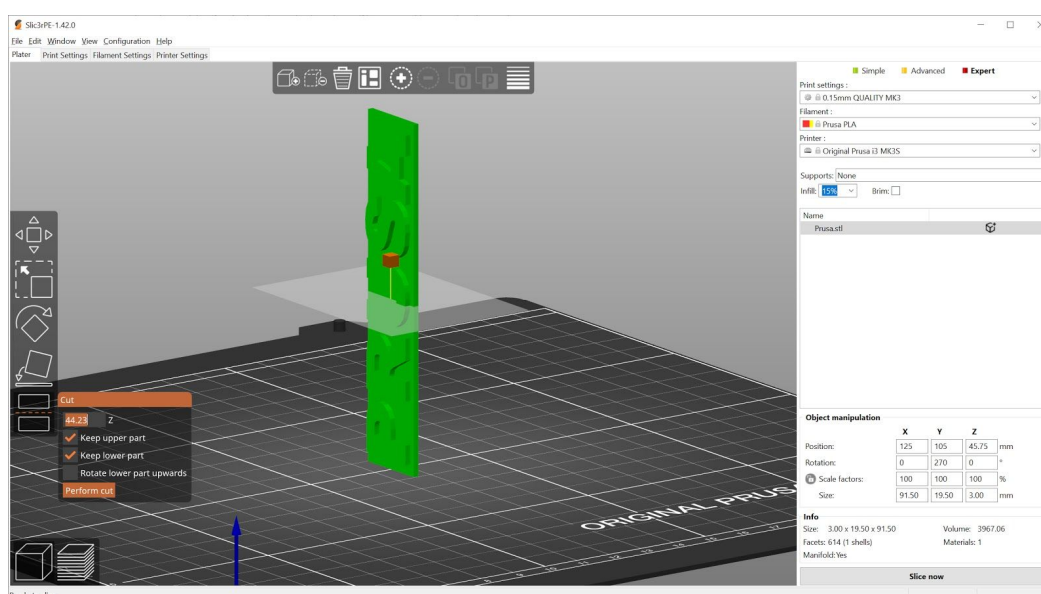 Slic3rPE-1.42.0
File Edit Window View Configuration Help
Plater Print Settings Filament Settings Printer Settings
Simple Advanced Expert
Print settings :
0.15mm QUALITY MK3
Filament :
Prusa PLA
Printer :
Original Prusa i3 MK3S
Supports: None
Infill: 15% Brim:
Name
Prusa.stl
Cut
44.23 Z
Keep upper part
Keep lower part
Rotate lower part upwards
Perform cut
ORIGINAL PRUSA
Object manipulation
X Y Z
Position: 125 105 45.75 mm
Rotation: 0 270 0 °
Scale factors: 100 100 100 %
Size: 91.50 19.50 3.00 mm
Info
Size: 3.00 x 19.50 x 91.50 Volume: 3967.06
Facets: 614 (1 shells) Materials: 1
Manifold: Yes
Slice now